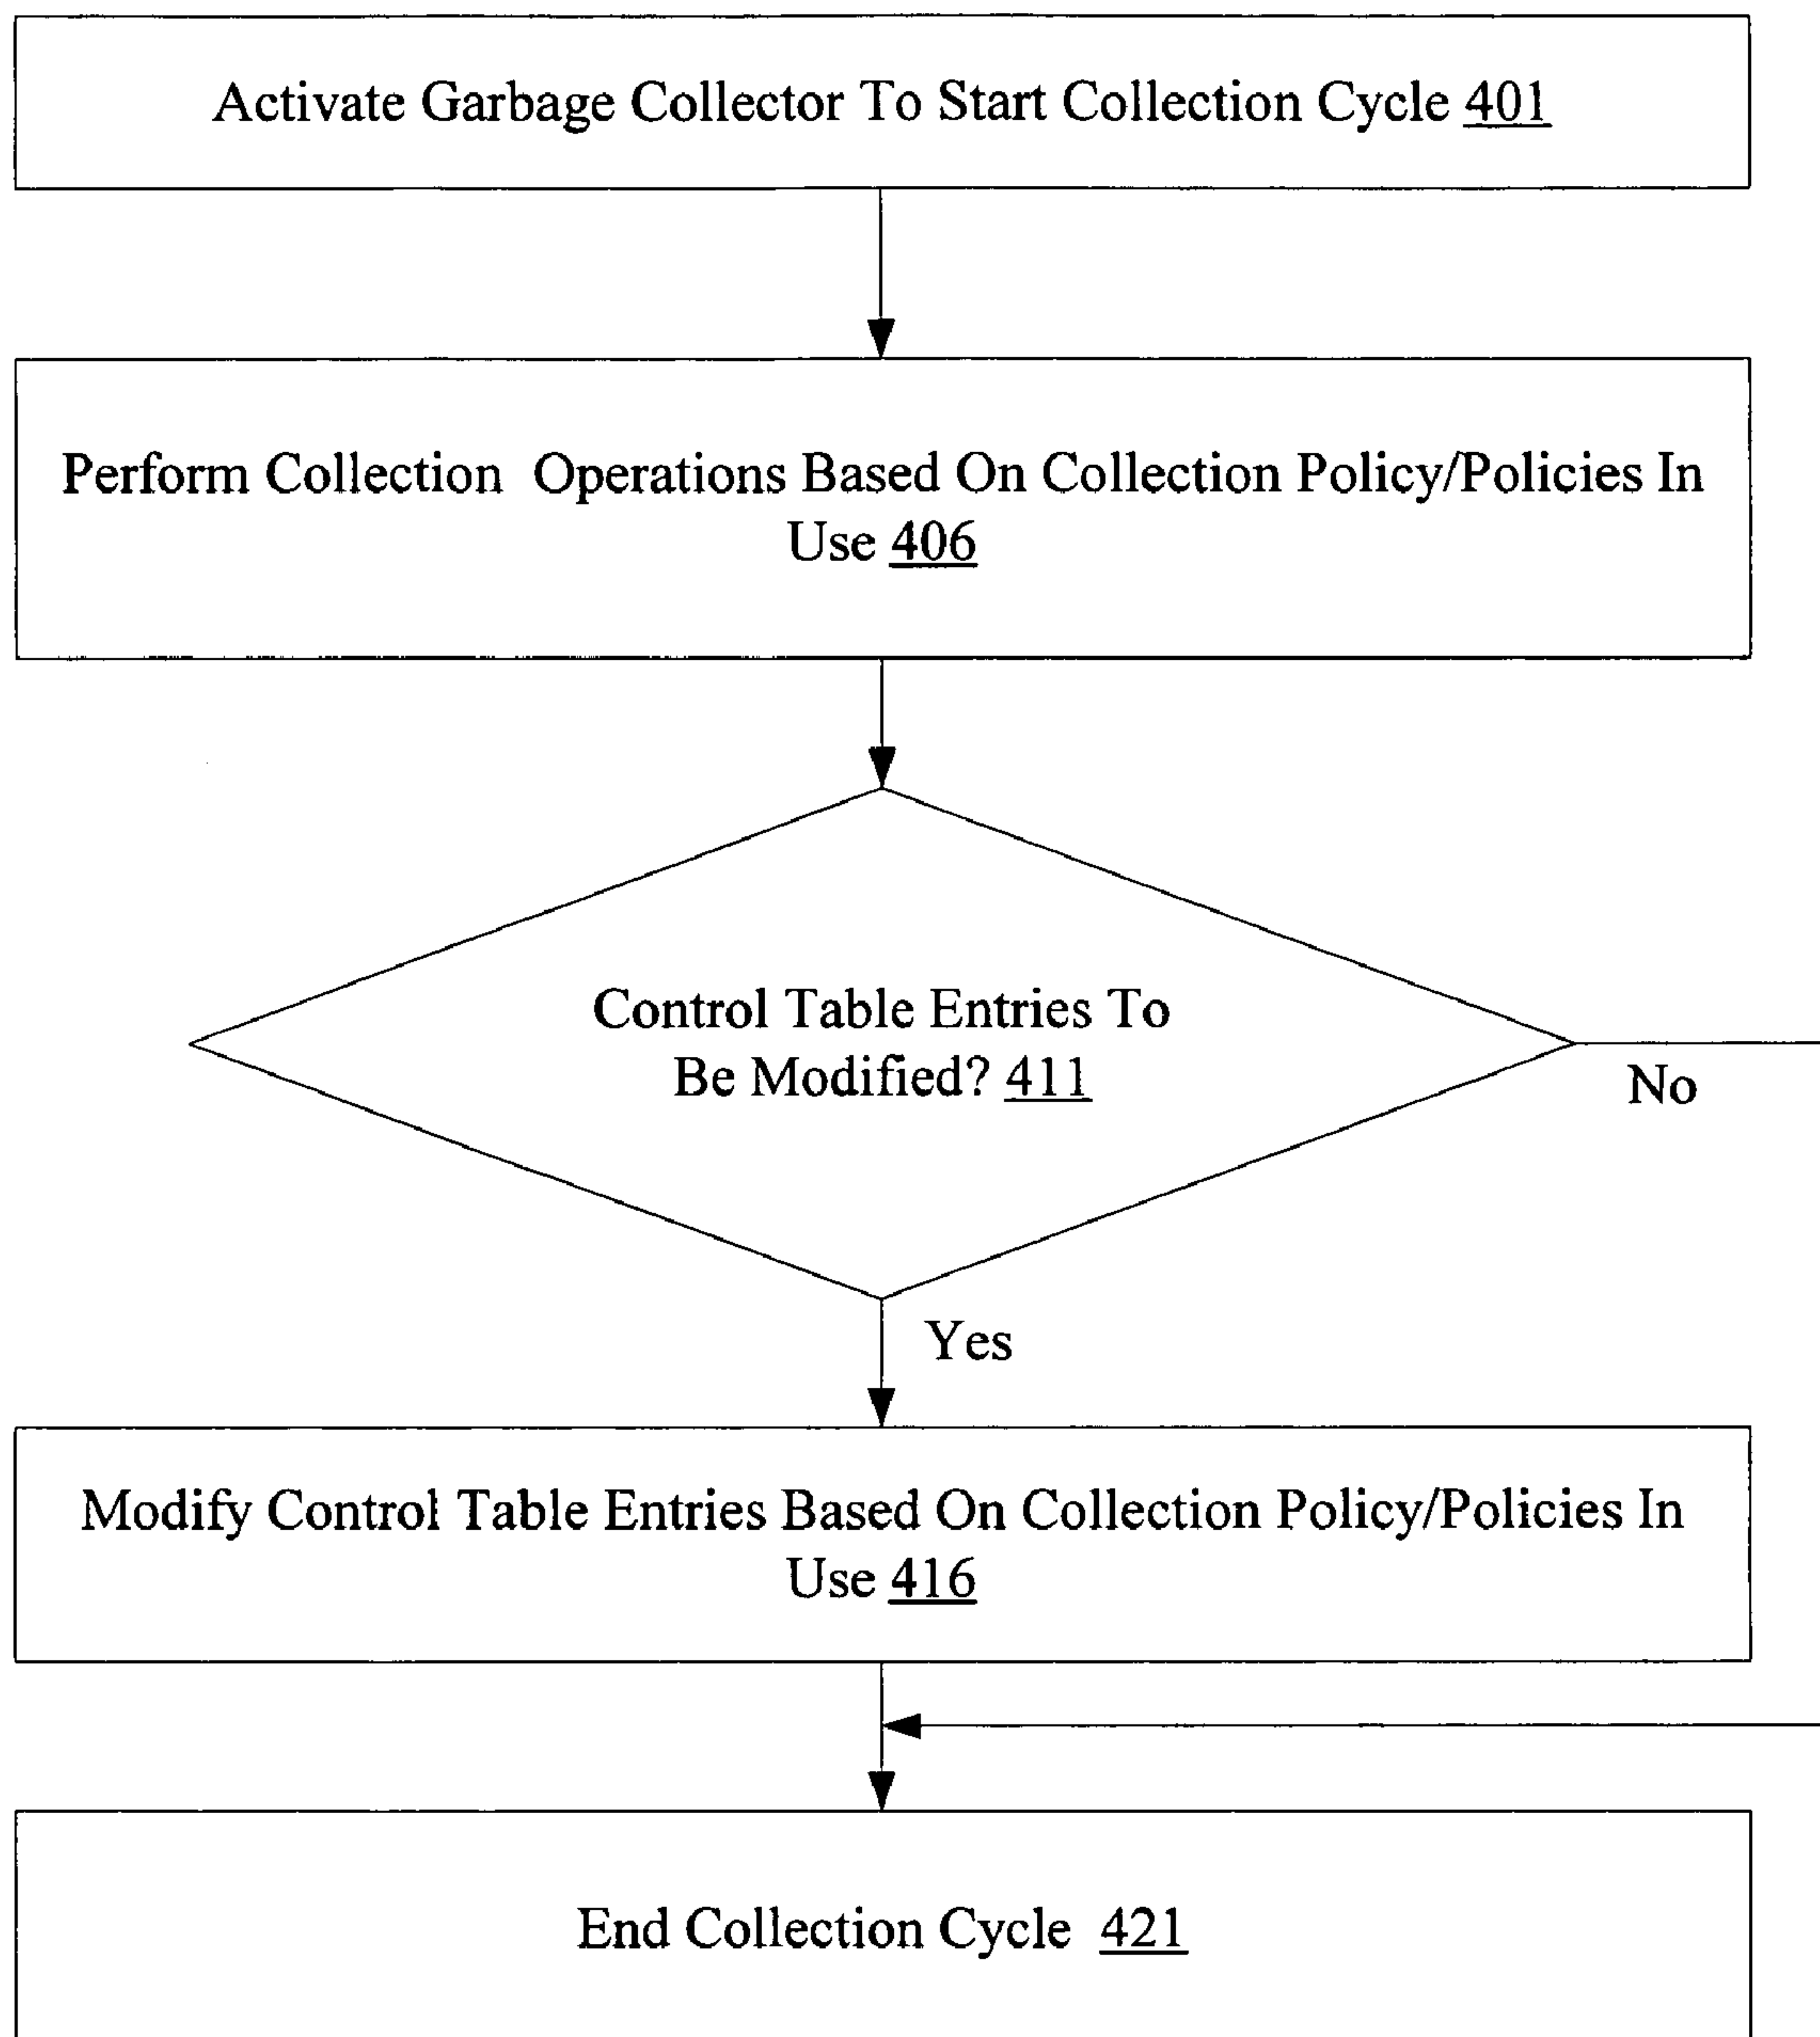 Activate Garbage Collector To Start Collection Cycle 401
Perform Collection Operations Based On Collection Policy/Policies In
Use 406
Control Table Entries To
Be Modified? 411
No
Yes
Modify Control Table Entries Based On Collection Policy/Policies In
Use 416
End Collection Cycle 421